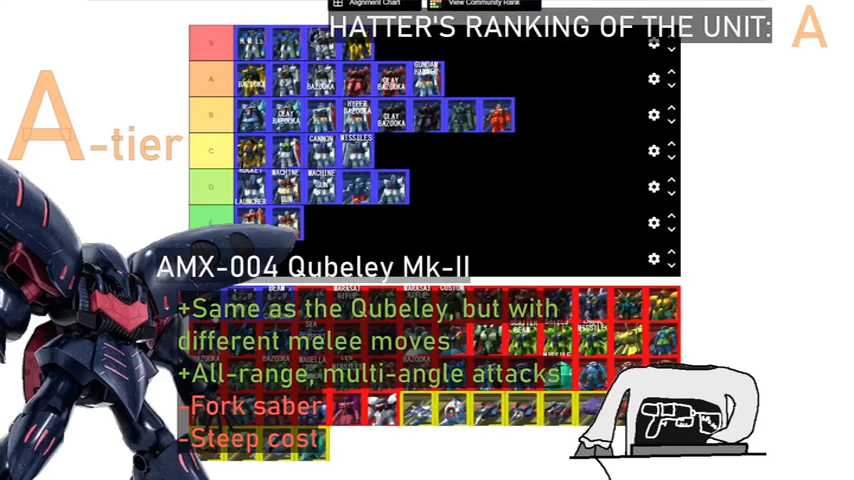 Alignment Chart
View Community Rank
HATTER'S RANKING OF THE UNIT: A
A-tier
S
A
BAZOOKA
BAZOOKA
CLAY BAZOOKA
GUNDAM HAMMER
B
CLAY BAZOOKA
HYPER BAZOOKA
CLAY BAZOOKA
C
CANNON
MISSILES
D
ROCKET LAUNCHER
MACHINE GUN
MACHINE GUN
E
AMX-004 Qubeley Mk-II
+Same as the Qubeley, but with
different melee moves
+All-range, multi-angle attacks
-Fork saber
-Steep cost